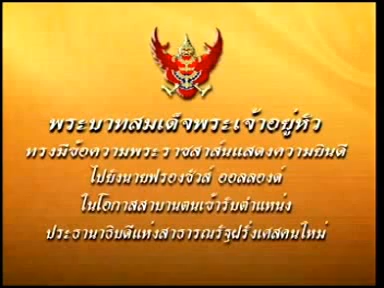 พระบาทสมเด็จพระเจ้าอยู่หัว
ทรงมีข้อความพระราชสาส์นแสดงความยินดี
ไปยังนายฟรองซัวส์ ออลลองด์
ในโอกาสสาบานตนเข้ารับตำแหน่ง
ประธานาธิบดีแห่งสาธารณรัฐฝรั่งเศสคนใหม่